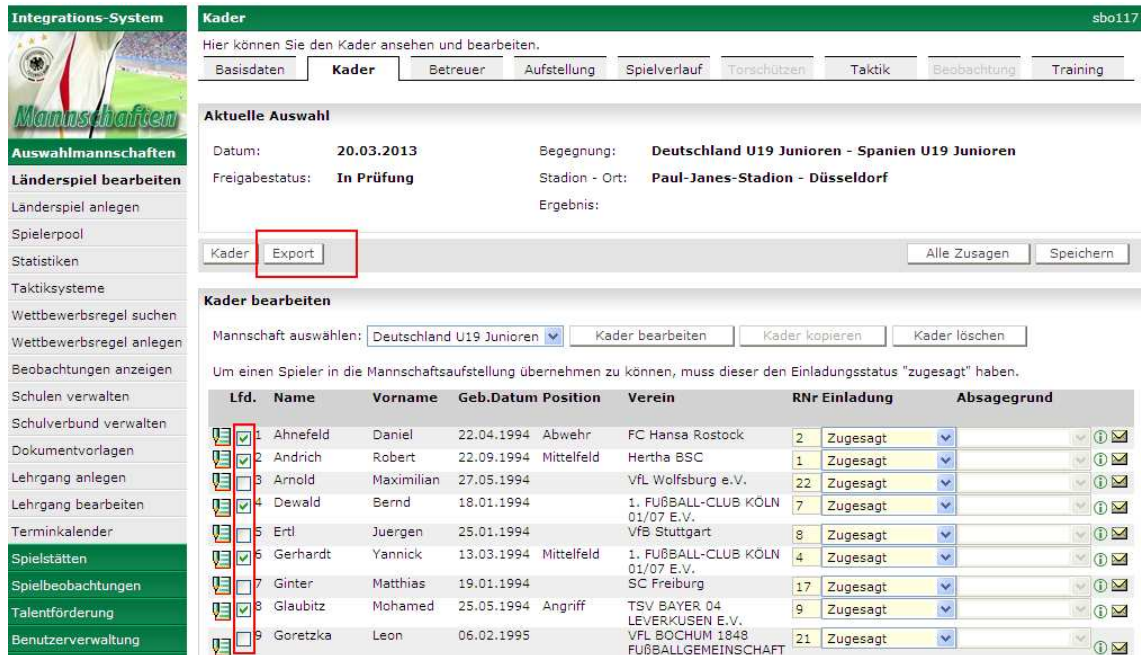 Integrations-System
Mannschaften
Auswahlmannschaften
Länderspiel bearbeiten
Länderspiel anlegen
Spielerpool
Statistiken
Taktiksysteme
Wettbewerbsregel suchen
Wettbewerbsregel anlegen
Beobachtungen anzeigen
Schulen verwalten
Schulverbund verwalten
Dokumentvorlagen
Lehrgang anlegen
Lehrgang bearbeiten
Terminkalender
Spielstätten
Spielbeobachtungen
Talentförderung
Benutzerverwaltung
Kader sbo117
Hier können Sie den Kader ansehen und bearbeiten.
Basisdaten Kader Betreuer Aufstellung Spielverlauf Torschützen Taktik Beobachtung Training
Aktuelle Auswahl
Datum: 20.03.2013 Begegnung: Deutschland U19 Junioren - Spanien U19 Junioren
Freigabestatus: In Prüfung Stadion - Ort: Paul-Janes-Stadion - Düsseldorf
Ergebnis:
Kader Export Alle Zusagen Speichern
Kader bearbeiten
Mannschaft auswählen: Deutschland U19 Junioren Kader bearbeiten Kader kopieren Kader löschen
Um einen Spieler in die Mannschaftsaufstellung übernehmen zu können, muss dieser den Einladungsstatus "zugesagt" haben.
Lfd. Name Vorname Geb.Datum Position Verein RNr Einladung Absagegrund
1 Ahnefeld Daniel 22.04.1994 Abwehr FC Hansa Rostock 2 Zugesagt
2 Andrich Robert 22.09.1994 Mittelfeld Hertha BSC 1 Zugesagt
3 Arnold Maximilian 27.05.1994 VfL Wolfsburg e.V. 22 Zugesagt
4 Dewald Bernd 18.01.1994 1. FUßBALL-CLUB KÖLN 7 Zugesagt
01/07 E.V.
5 Ertl Juergen 25.01.1994 VfB Stuttgart 8 Zugesagt
6 Gerhardt Yannick 13.03.1994 Mittelfeld 1. FUßBALL-CLUB KÖLN 4 Zugesagt
01/07 E.V.
7 Ginter Matthias 19.01.1994 SC Freiburg 17 Zugesagt
8 Glaubitz Mohamed 25.05.1994 Angriff TSV BAYER 04 9 Zugesagt
LEVERKUSEN E.V.
9 Goretzka Leon 06.02.1995 VFL BOCHUM 1848 21 Zugesagt
FUßBALLGEMEINSCHAFT